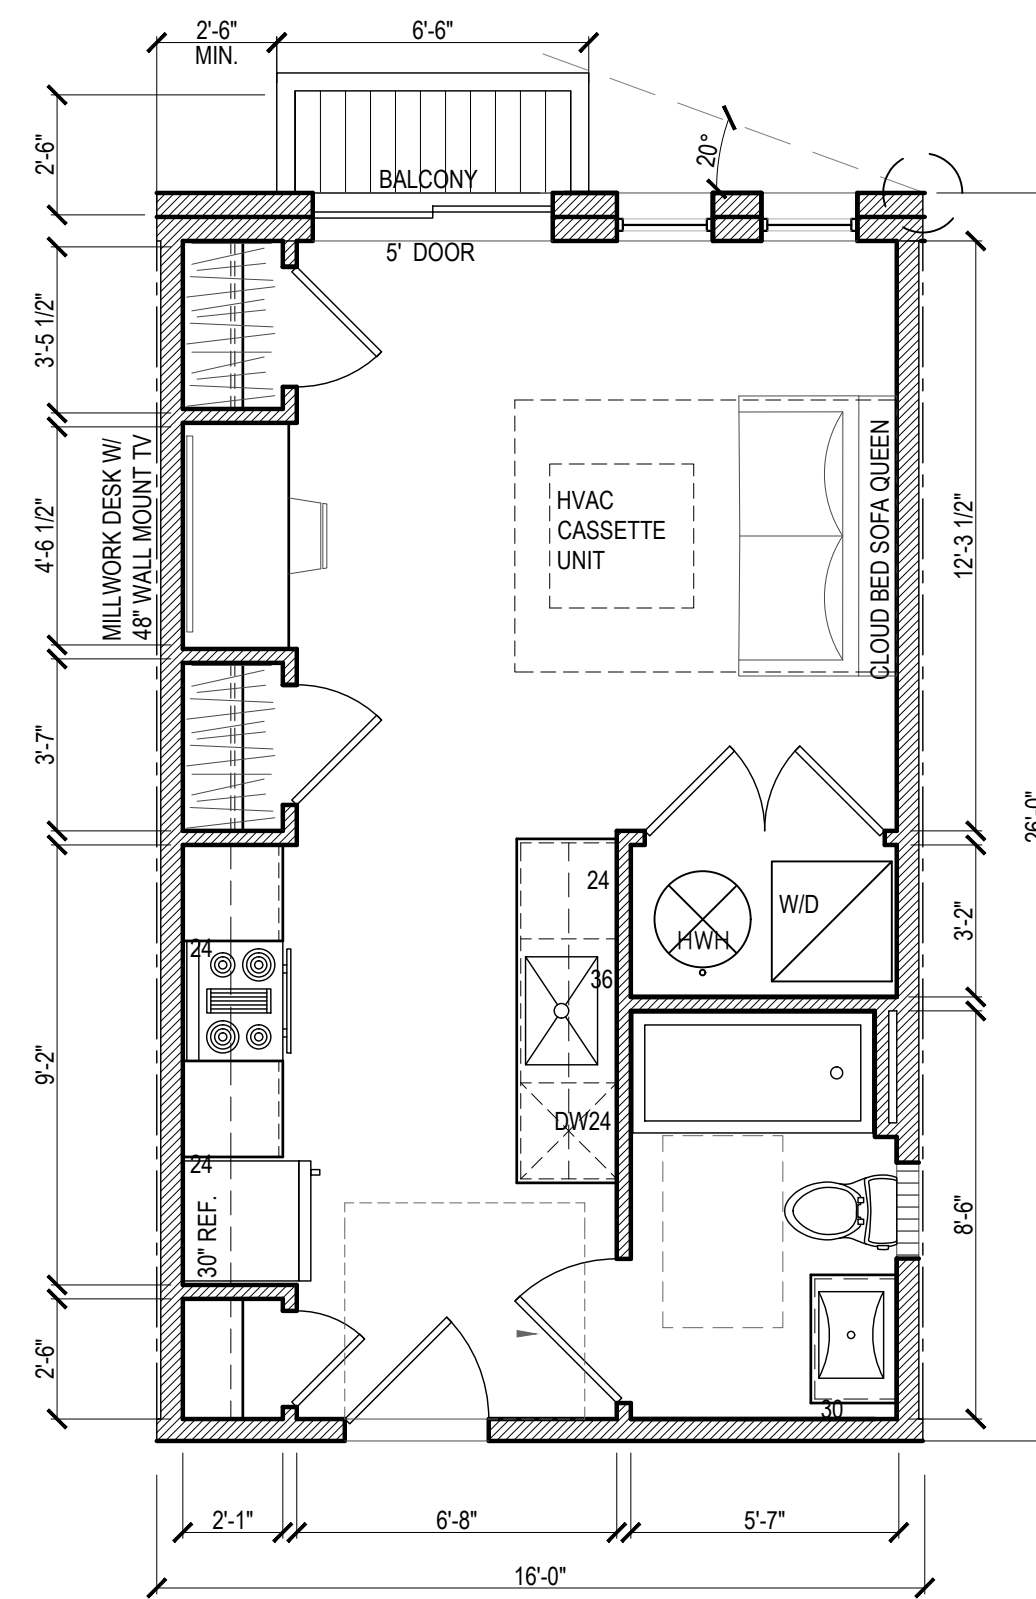 2'-6"
MIN.
6'-6"
2'-6"
20°
BALCONY
5' DOOR
3'-5 1/2"
MILLWORK DESK W/
48" WALL MOUNT TV
4'-6 1/2"
HVAC
CASSETTE
UNIT
CLOUD BED SOFA QUEEN
12'-3 1/2"
3'-7"
26'-0"
24
W/D
HWH
3'-2"
24
36
9'-2"
DW24
24
30" REF.
8'-6"
2'-6"
30
2'-1"
6'-8"
5'-7"
16'-0"